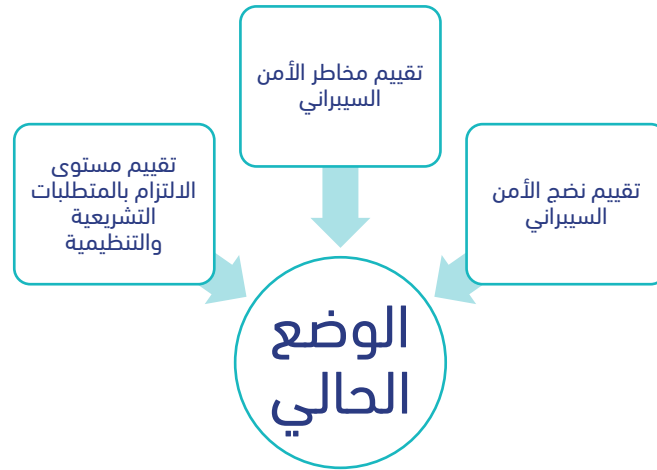 تقييم مخاطر الأمن
السيبراني
تقييم نضج الأمن
السيبراني
تقييم مستوى
الالتزام بالمتطلبات
التشريعية
والتنظيمية
الوضع
الحالي